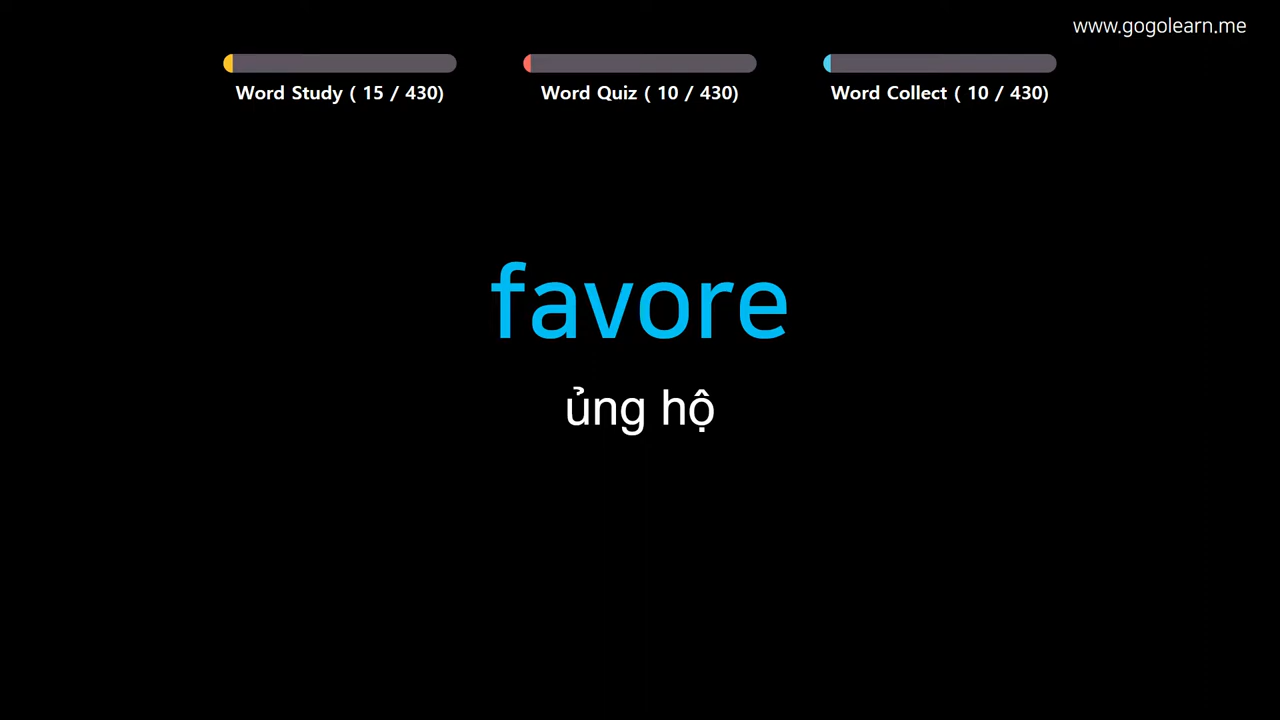 www.gogolearn.me
Word Study ( 15 / 430)
Word Quiz ( 10 / 430)
Word Collect ( 10 / 430)
favore
ủng hộ